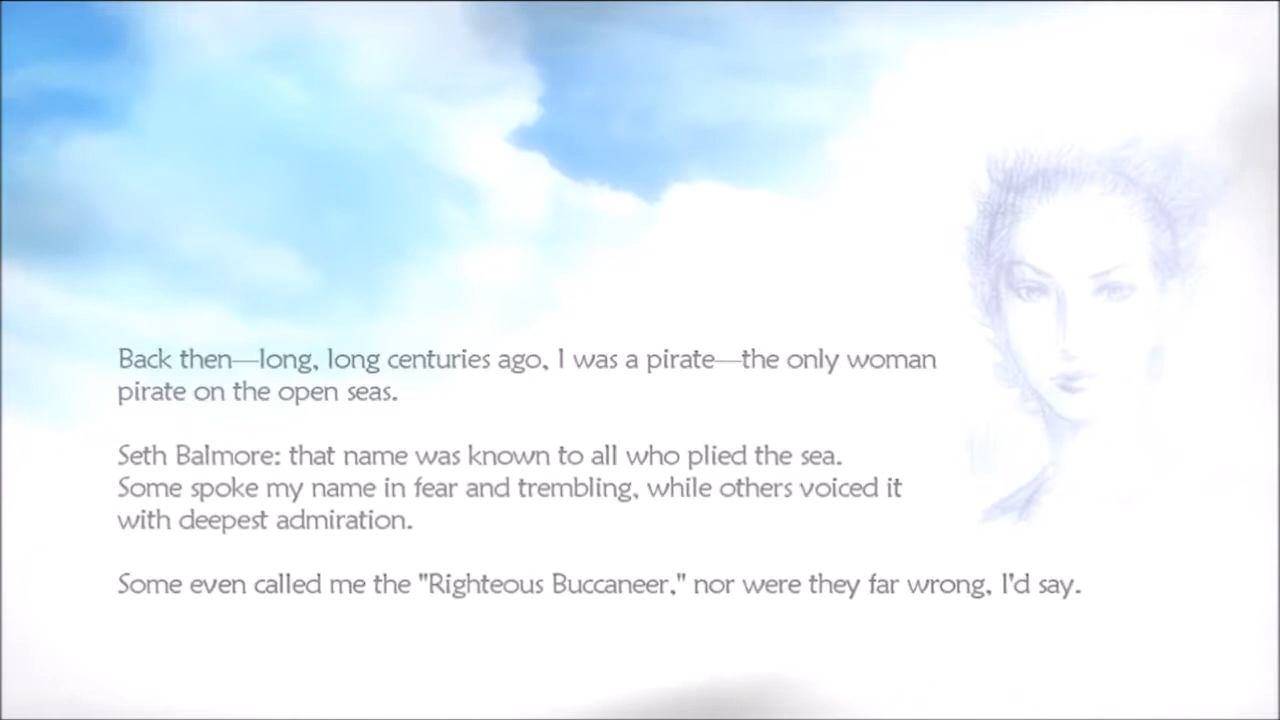 Back then—long, long centuries ago, I was a pirate—the only woman
pirate on the open seas.
Seth Balmore: that name was known to all who plied the sea.
Some spoke my name in fear and trembling, while others voiced it
with deepest admiration.
Some even called me the "Righteous Buccaneer," nor were they far wrong, I'd say.